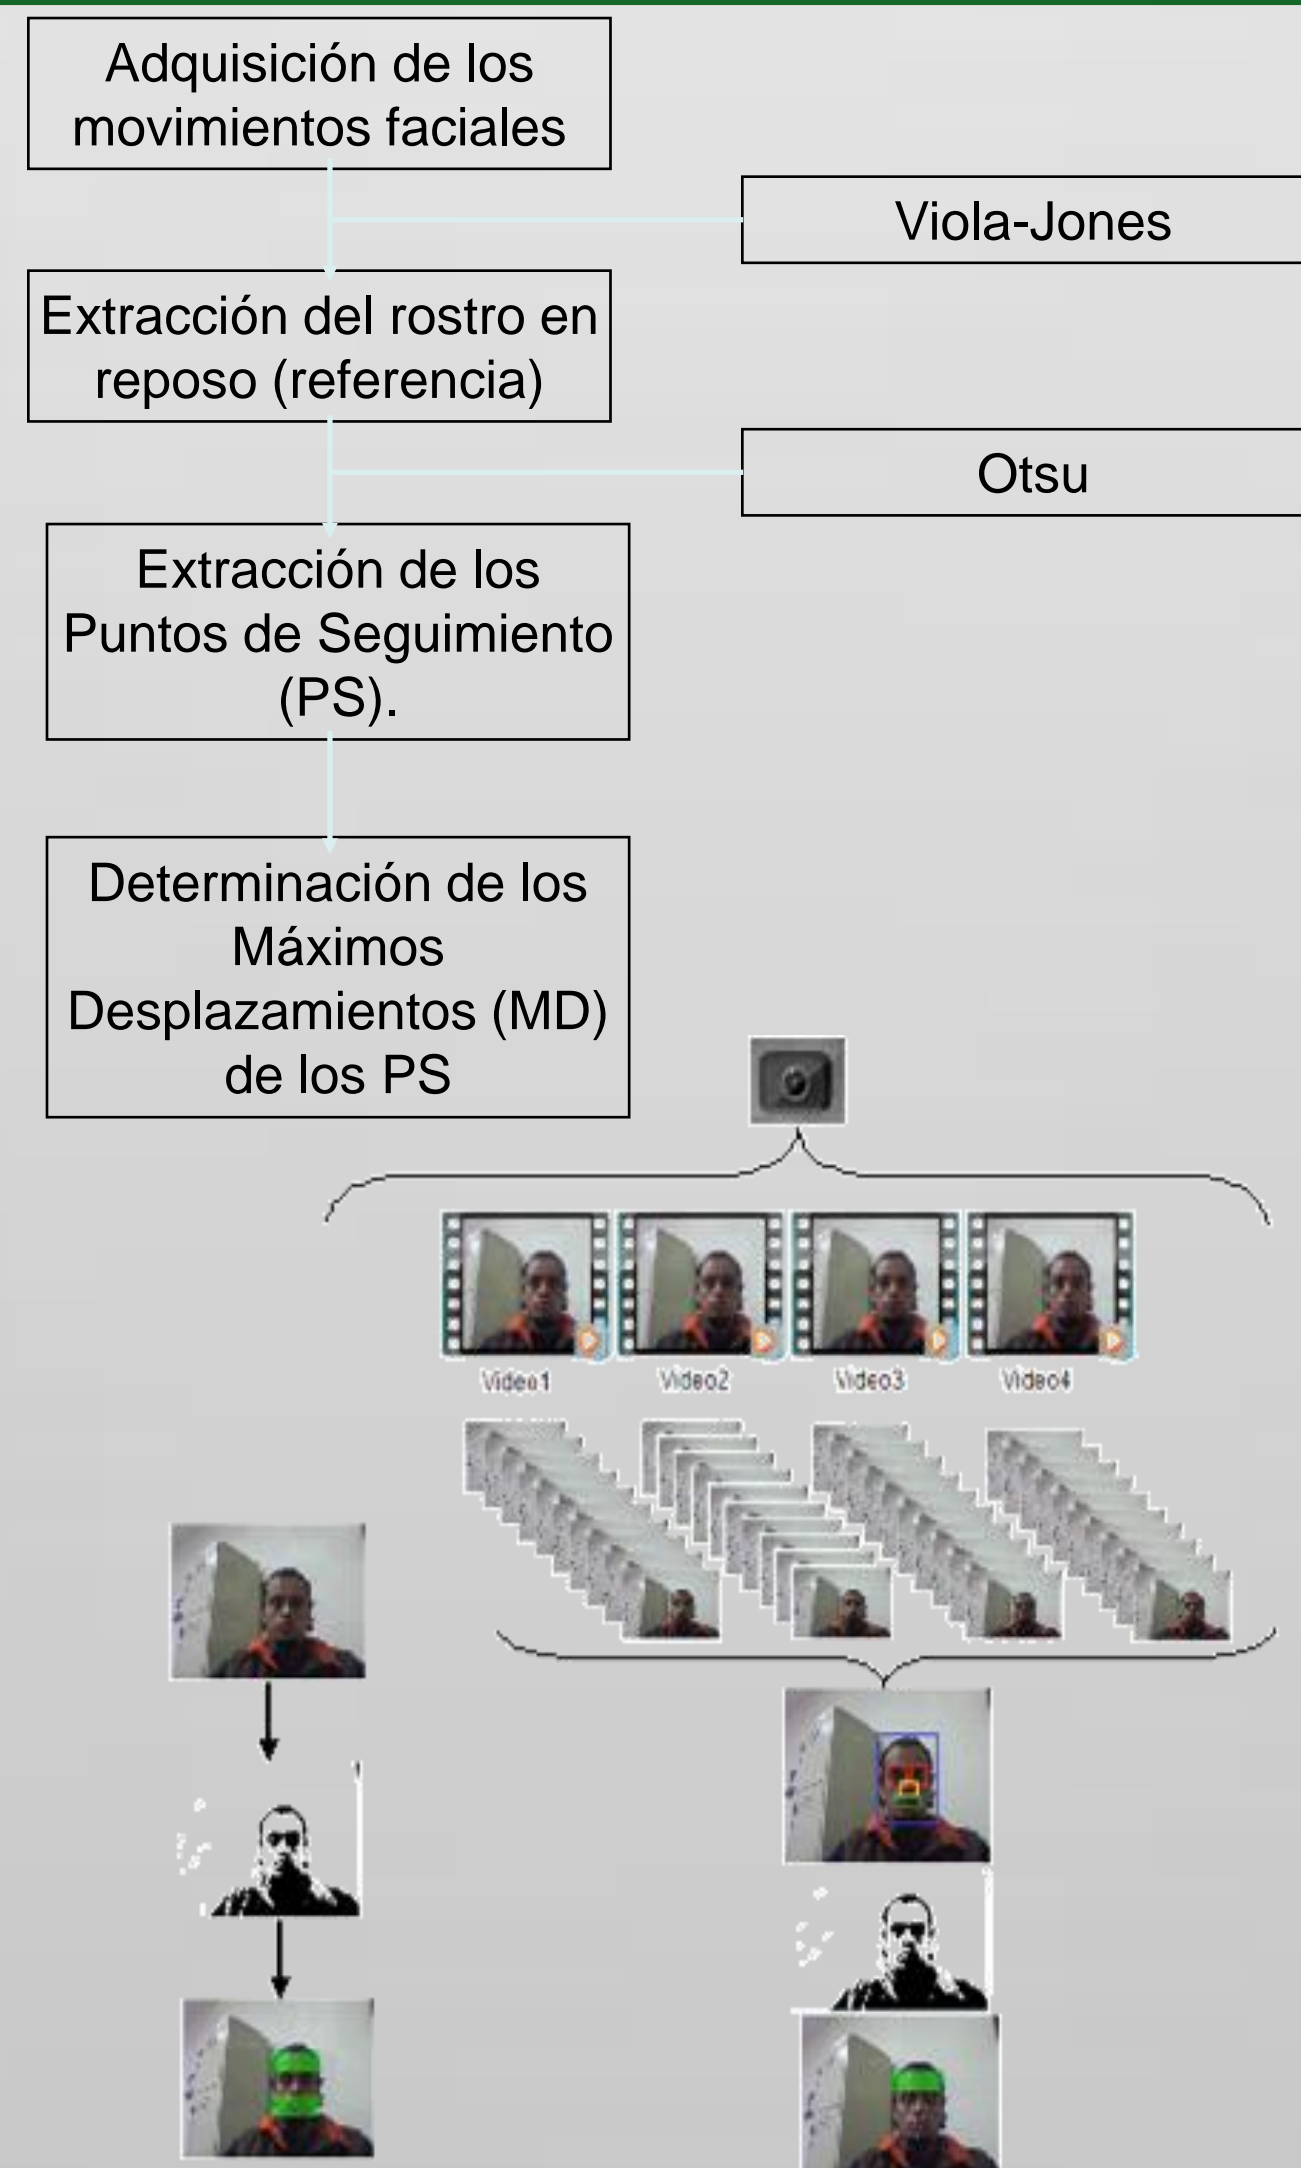 Adquisición de los
movimientos faciales
Viola-Jones
Extracción del rostro en
reposo (referencia)
Otsu
Extracción de los
Puntos de Seguimiento
(PS).
Determinación de los
Máximos
Desplazamientos (MD)
de los PS
Video1
Video2
Video3
Video4